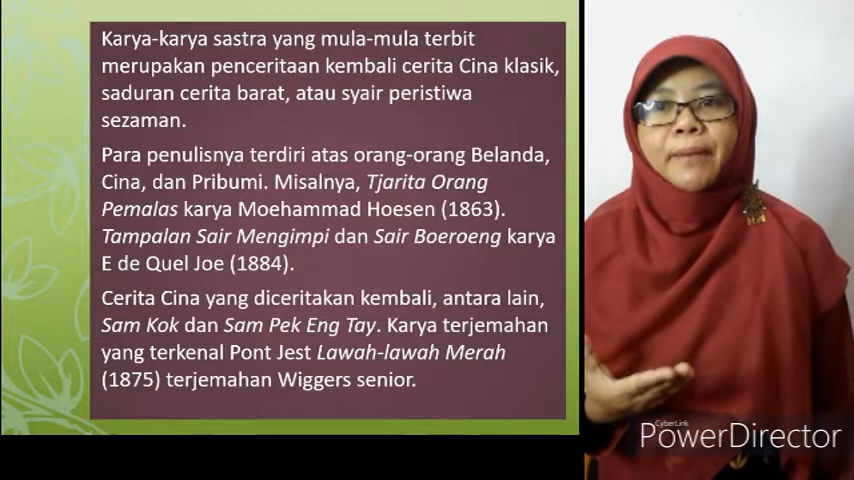 Karya-karya sastra yang mula-mula terbit
merupakan penceritaan kembali cerita Cina klasik,
saduran cerita barat, atau syair peristiwa
sezaman.
Para penulisnya terdiri atas orang-orang Belanda,
Cina, dan Pribumi. Misalnya, Tjarita Orang
Pemalas karya Moehammad Hoesen (1863).
Tampalan Sair Mengimpi dan Sair Boeroeng karya
E de Quel Joe (1884).
Cerita Cina yang diceritakan kembali, antara lain,
Sam Kok dan Sam Pek Eng Tay. Karya terjemahan
yang terkenal Pont Jest Lawah-lawah Merah
(1875) terjemahan Wiggers senior.
CyberLink
PowerDirector